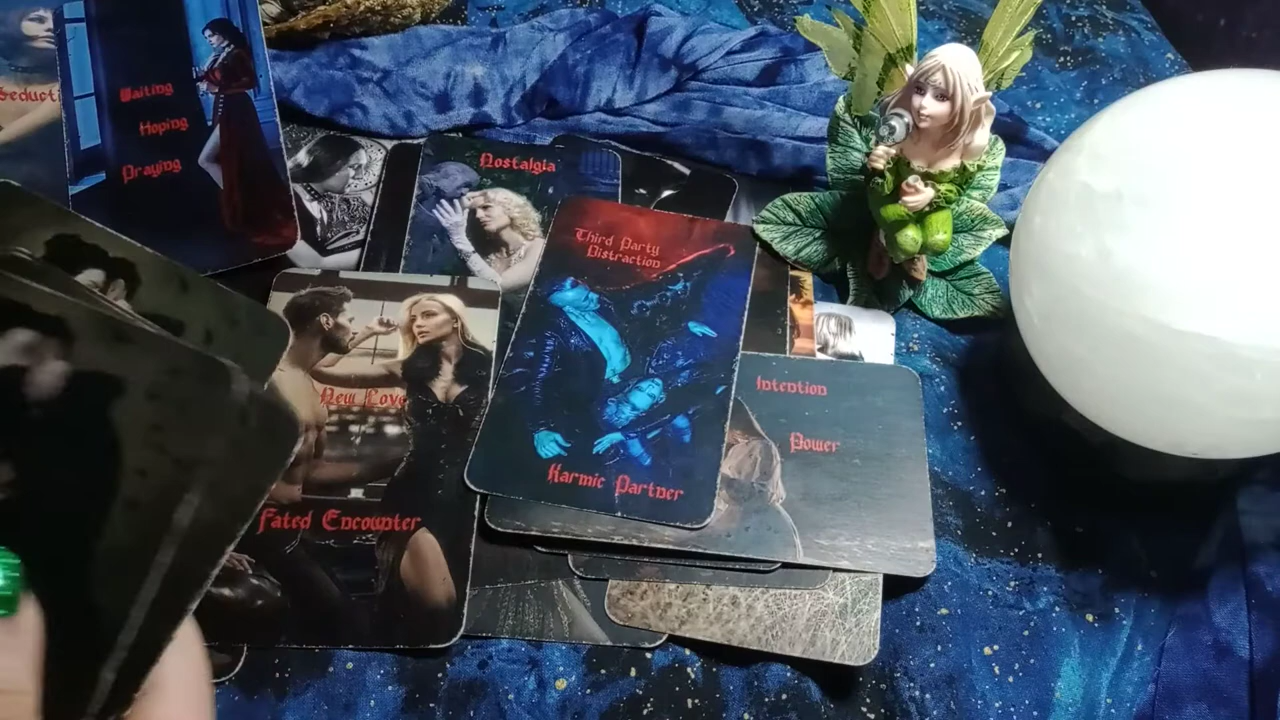 Seducti
Waiting
Hoping
Praying
Nostalgia
Third Party
Distraction
Karmic Partner
New Love
Fated Encounter
Intention
Power